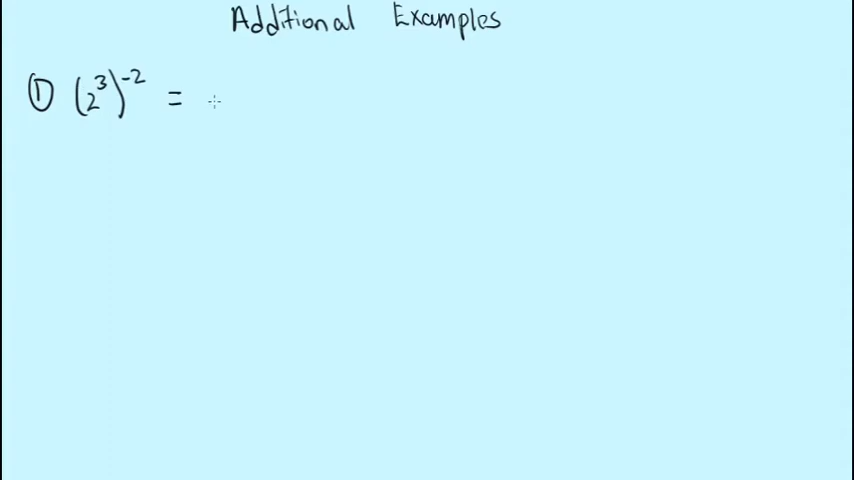 Additional Examples
① (2³)⁻² =